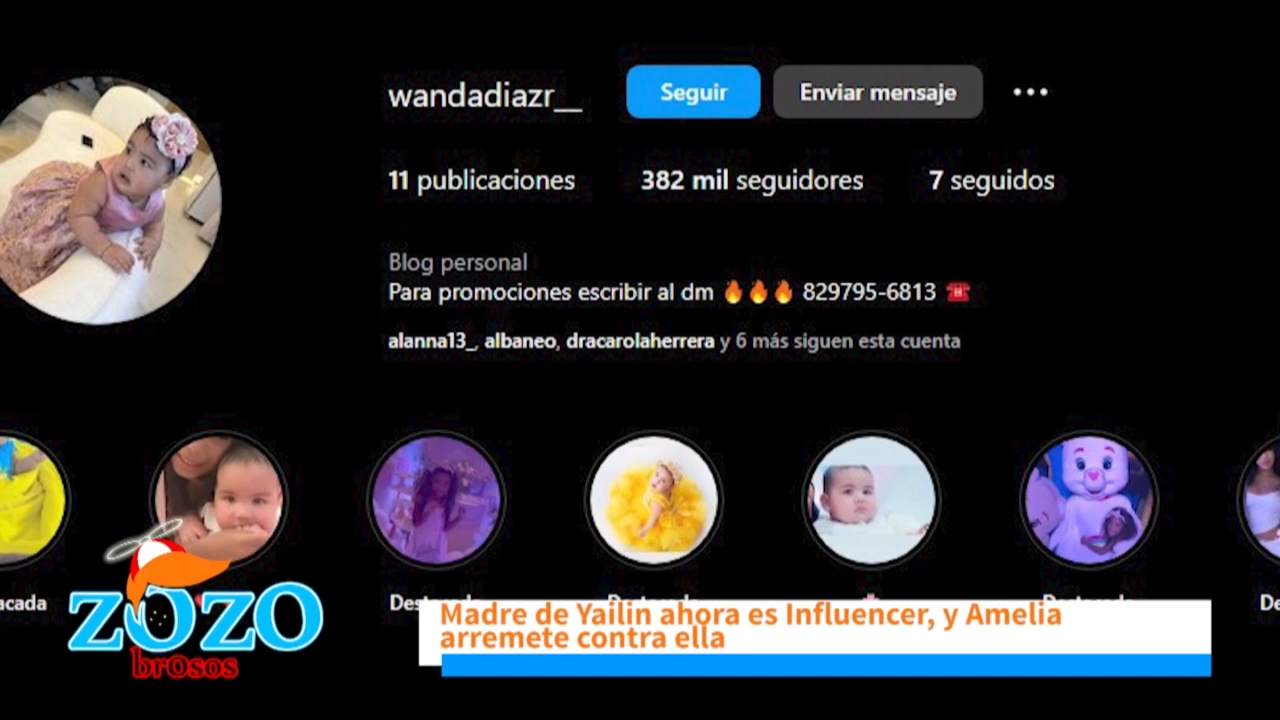 wandadiazr__ Seguir Enviar mensaje
11 publicaciones 382 mil seguidores 7 seguidos
Blog personal
Para promociones escribir al dm 🔥🔥🔥 829795-6813 ☎️
alanna13_, albaneo, dracarolaherrera y 6 más siguen esta cuenta
zozo
brosos
Madre de Yailin ahora es Influencer, y Amelia
arremete contra ella